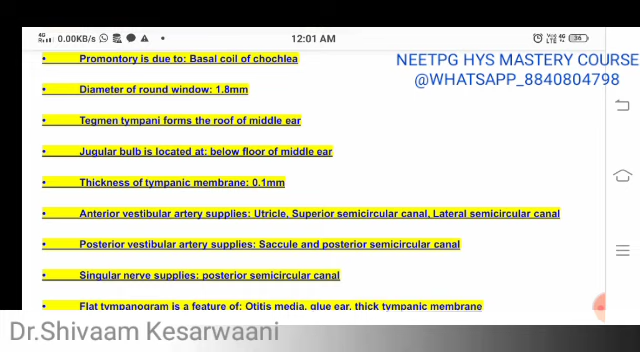 4G 0.00KB/s 12:01 AM LTE 4G 36
• Promontory is due to: Basal coil of chochlea
NEETPG HYS MASTERY COURSE
@WHATSAPP_8840804798
• Diameter of round window: 1.8mm
• Tegmen tympani forms the roof of middle ear
• Jugular bulb is located at: below floor of middle ear
• Thickness of tympanic membrane: 0.1mm
• Anterior vestibular artery supplies: Utricle, Superior semicircular canal, Lateral semicircular canal
• Posterior vestibular artery supplies: Saccule and posterior semicircular canal
• Singular nerve supplies: posterior semicircular canal
• Flat tympanogram is a feature of: Otitis media, glue ear, thick tympanic membrane
Dr.Shivaam Kesarwaani